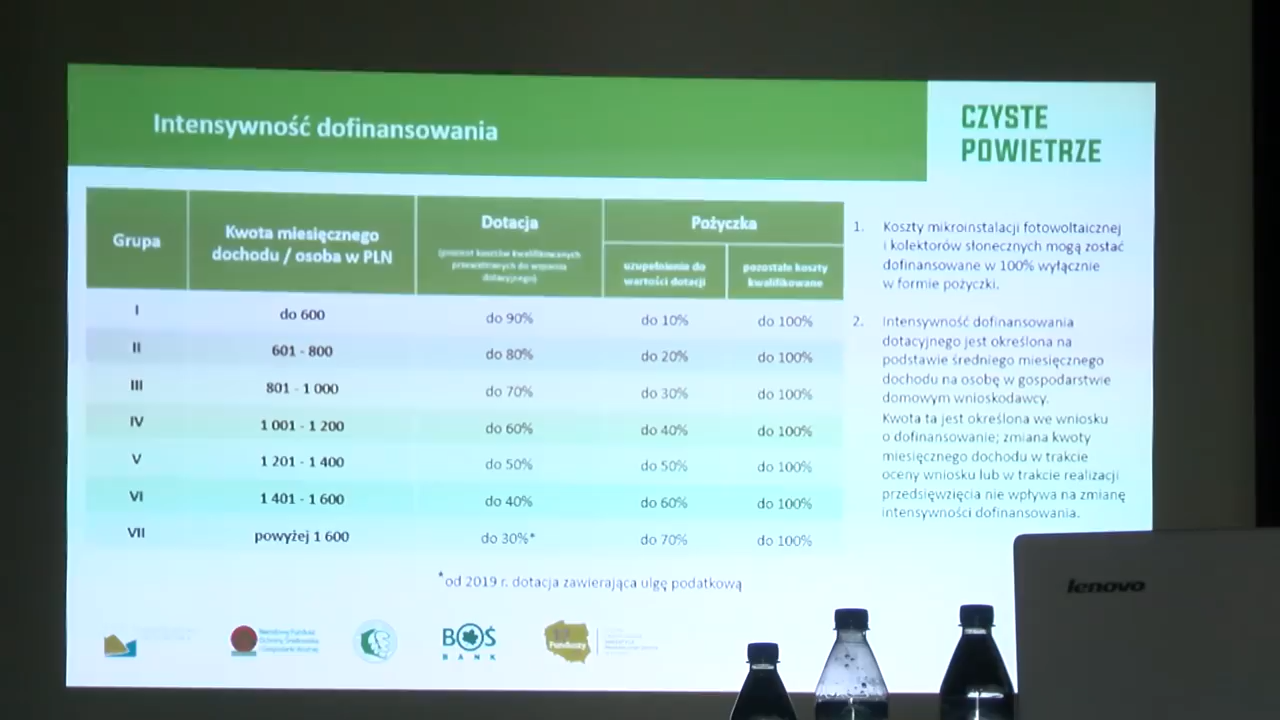 Intensywność dofinansowania
CZYSTE
POWIETRZE
Grupa
Kwota miesięcznego
dochodu / osoba w PLN
Dotacja
(procent kosztów kwalifikowanych
przewidzianych do wsparcia
dotacyjnego)
Pożyczka
uzupełnienie do
wartości dotacji
pozostałe koszty
kwalifikowane
I do 600 do 90% do 10% do 100%
II 601 - 800 do 80% do 20% do 100%
III 801 - 1 000 do 70% do 30% do 100%
IV 1 001 - 1 200 do 60% do 40% do 100%
V 1 201 - 1 400 do 50% do 50% do 100%
VI 1 401 - 1 600 do 40% do 60% do 100%
VII powyżej 1 600 do 30%* do 70% do 100%
*od 2019 r. dotacja zawierająca ulgę podatkową
1. Koszty mikroinstalacji fotowoltaicznej
i kolektorów słonecznych mogą zostać
dofinansowane w 100% wyłącznie
w formie pożyczki.
2. Intensywność dofinansowania
dotacyjnego jest określona na
podstawie średniego miesięcznego
dochodu na osobę w gospodarstwie
domowym wnioskodawcy.
Kwota ta jest określona we wniosku
o dofinansowanie; zmiana kwoty
miesięcznego dochodu w trakcie
oceny wniosku lub w trakcie realizacji
przedsięwzięcia nie wpływa na zmianę
intensywności dofinansowania.
Narodowy Fundusz
Ochrony Środowiska
i Gospodarki Wodnej
BOŚ
BANK
Funduszy
lenovo